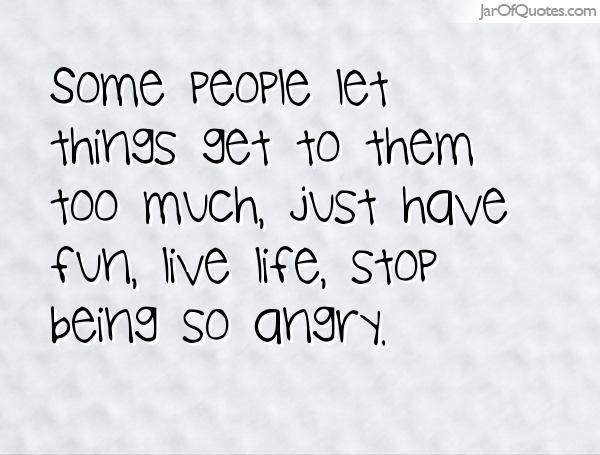 JarOfQuotes.com
Some people let
things get to them
too much, just have
fun, live life, stop
being so angry.